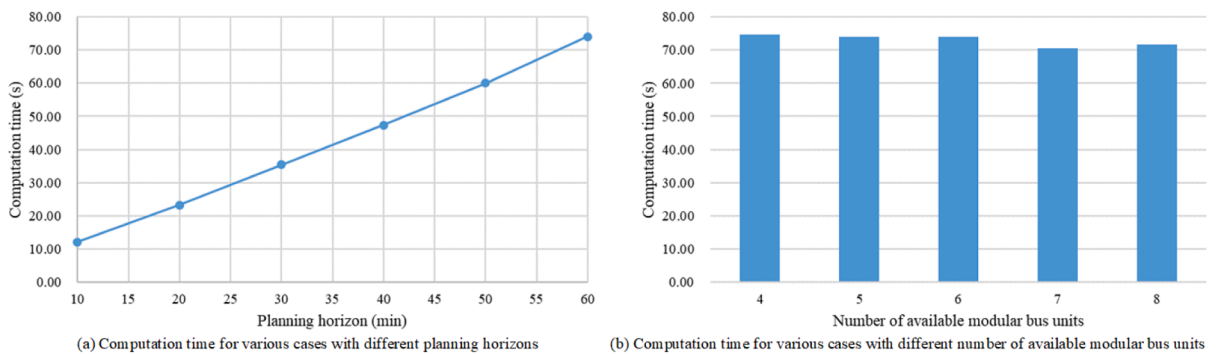 80.00
70.00
60.00
50.00
40.00
30.00
20.00
10.00
0.00
Computation time (s)
10 15 20 25 30 35 40 45 50 55 60
Planning horizon (min)
(a) Computation time for various cases with different planning horizons
80.00
70.00
60.00
50.00
40.00
30.00
20.00
10.00
0.00
Computation time (s)
4 5 6 7 8
Number of available modular bus units
(b) Computation time for various cases with different number of available modular bus units